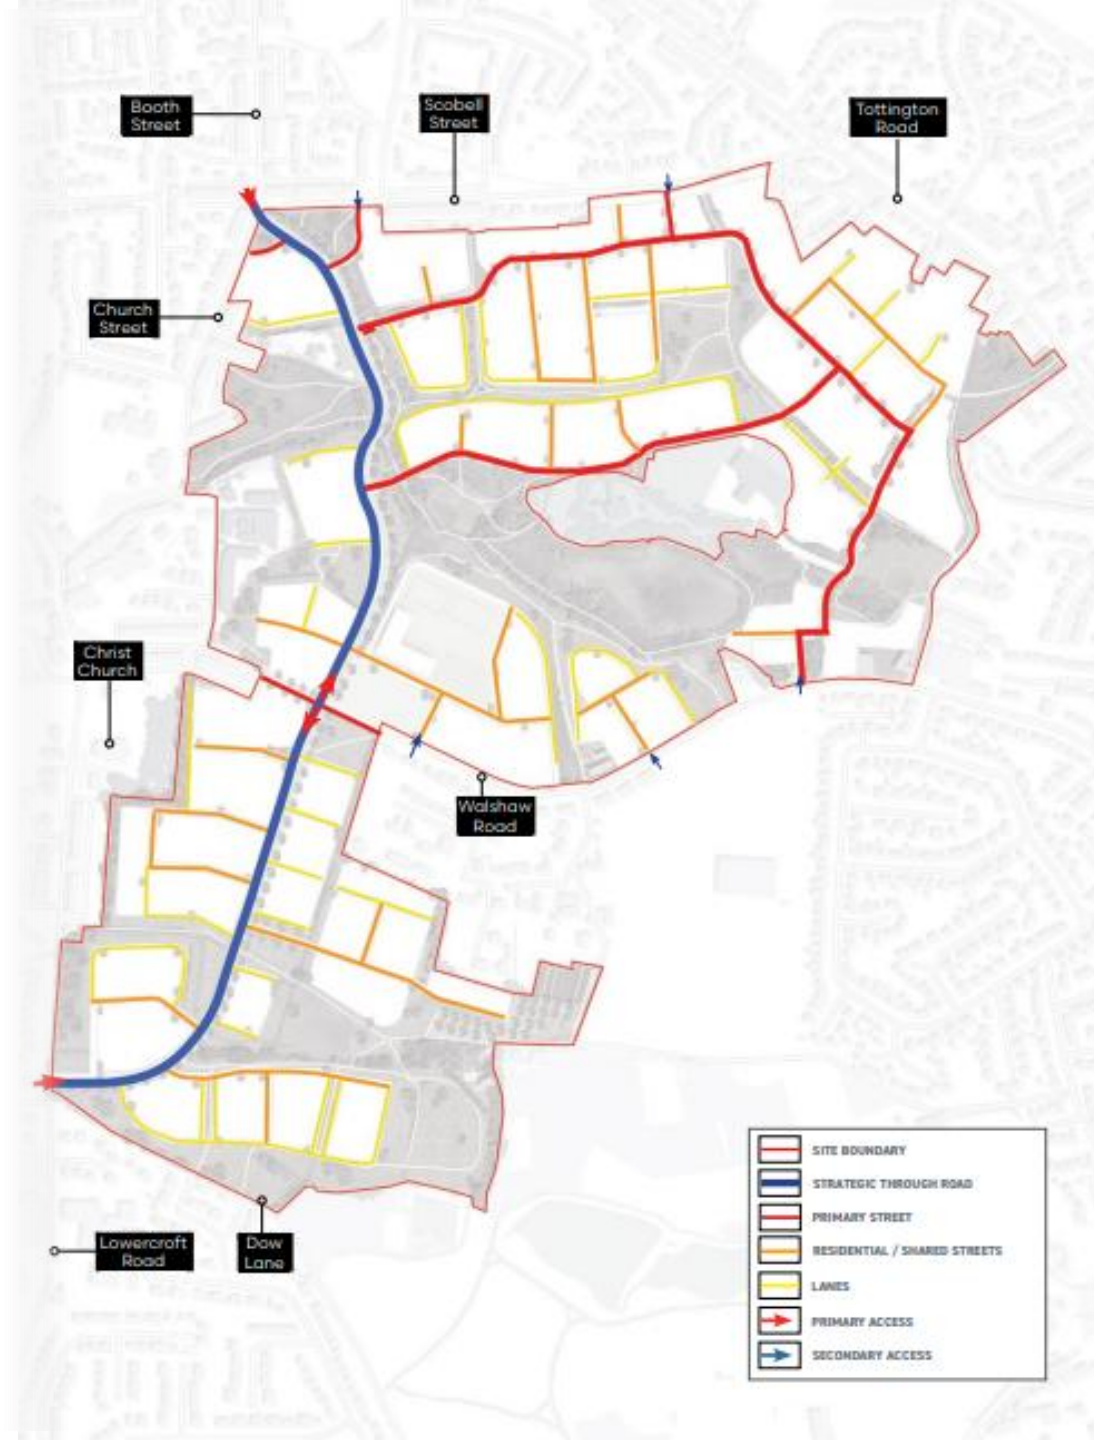 Booth
Street
Scobell
Street
Tottington
Road
Church
Street
Christ
Church
Walshaw
Road
Lowercroft
Road
Dow
Lane
SITE BOUNDARY
STRATEGIC THROUGH ROAD
PRIMARY STREET
RESIDENTIAL / SHARED STREETS
LANES
PRIMARY ACCESS
SECONDARY ACCESS